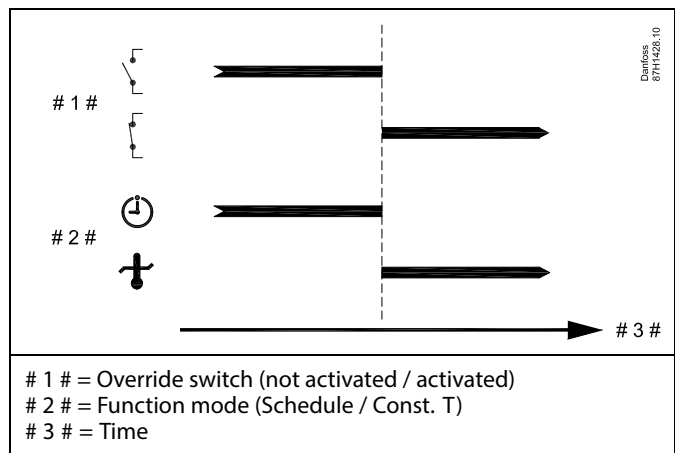 Danfoss
87H1428.10
# 1 #
# 2 #
# 3 #
# 1 # = Override switch (not activated / activated)
# 2 # = Function mode (Schedule / Const. T)
# 3 # = Time